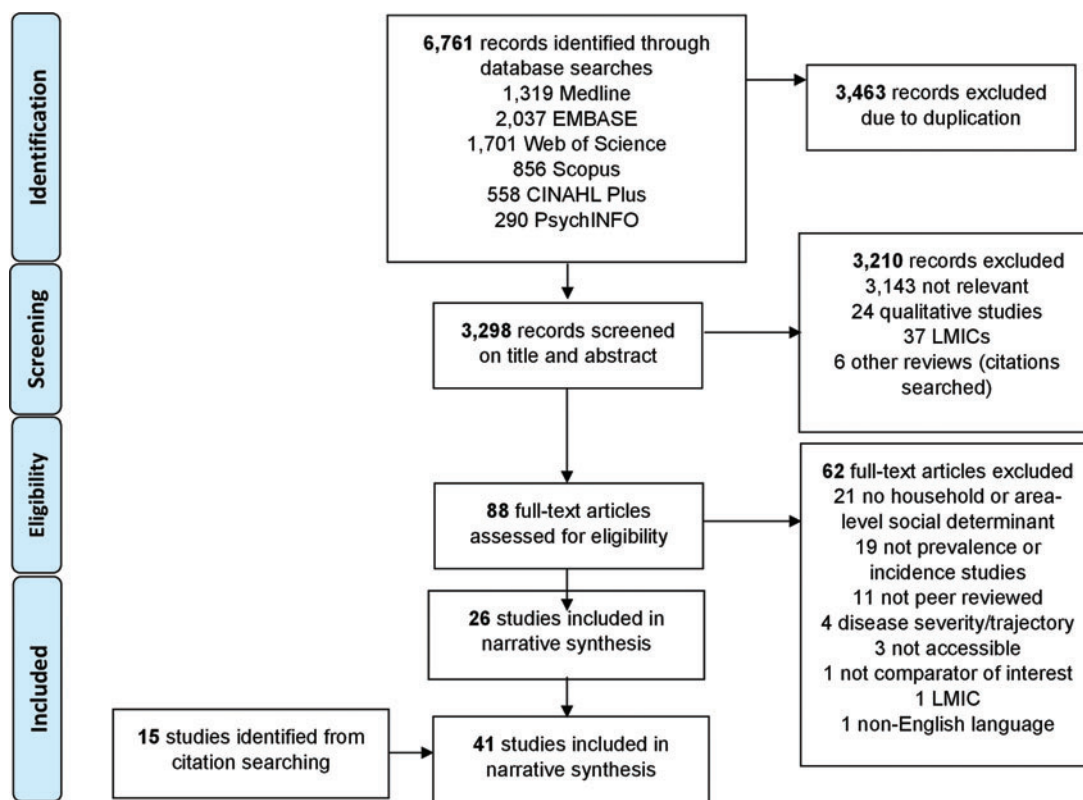 Identification
6,761 records identified through
database searches
1,319 Medline
2,037 EMBASE
1,701 Web of Science
856 Scopus
558 CINAHL Plus
290 PsychINFO
3,463 records excluded
due to duplication
Screening
3,298 records screened
on title and abstract
3,210 records excluded
3,143 not relevant
24 qualitative studies
37 LMICs
6 other reviews (citations
searched)
Eligibility
88 full-text articles
assessed for eligibility
62 full-text articles excluded
21 no household or area-
level social determinant
19 not prevalence or
incidence studies
11 not peer reviewed
4 disease severity/trajectory
3 not accessible
1 not comparator of interest
1 LMIC
1 non-English language
Included
26 studies included in
narrative synthesis
15 studies identified from
citation searching
41 studies included in
narrative synthesis